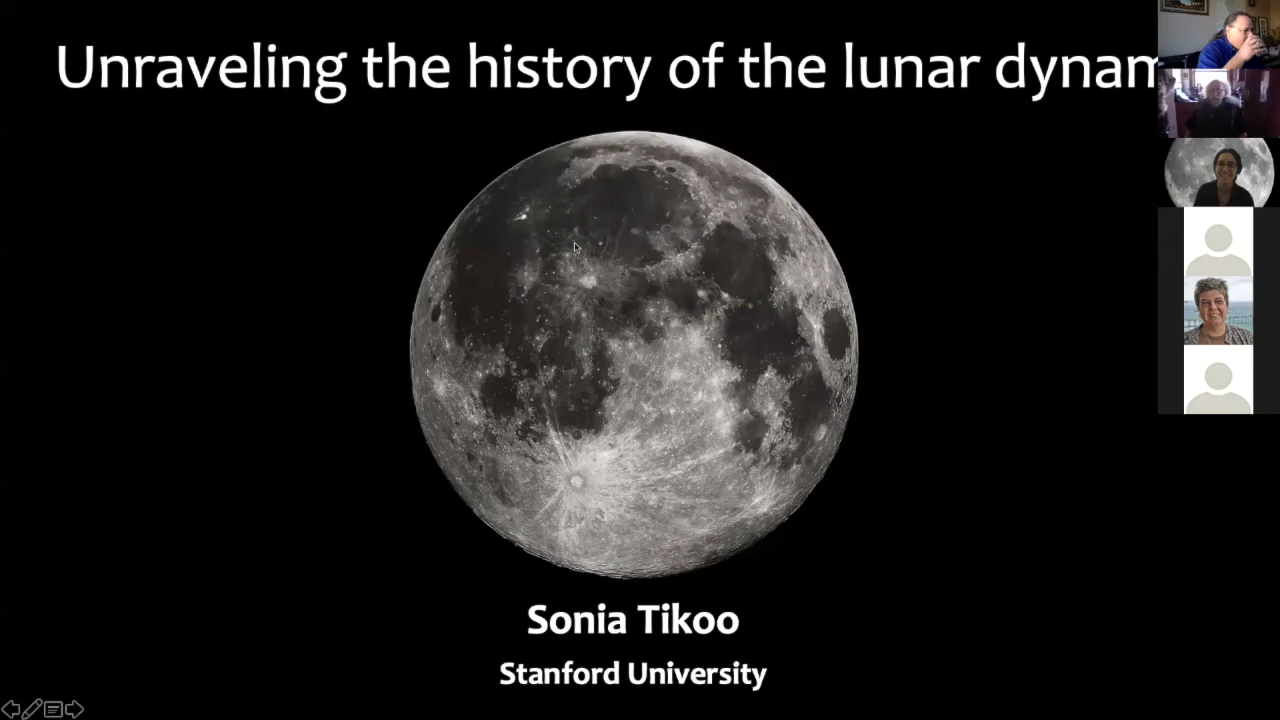 Unraveling the history of the lunar dynam
Sonia Tikoo
Stanford University